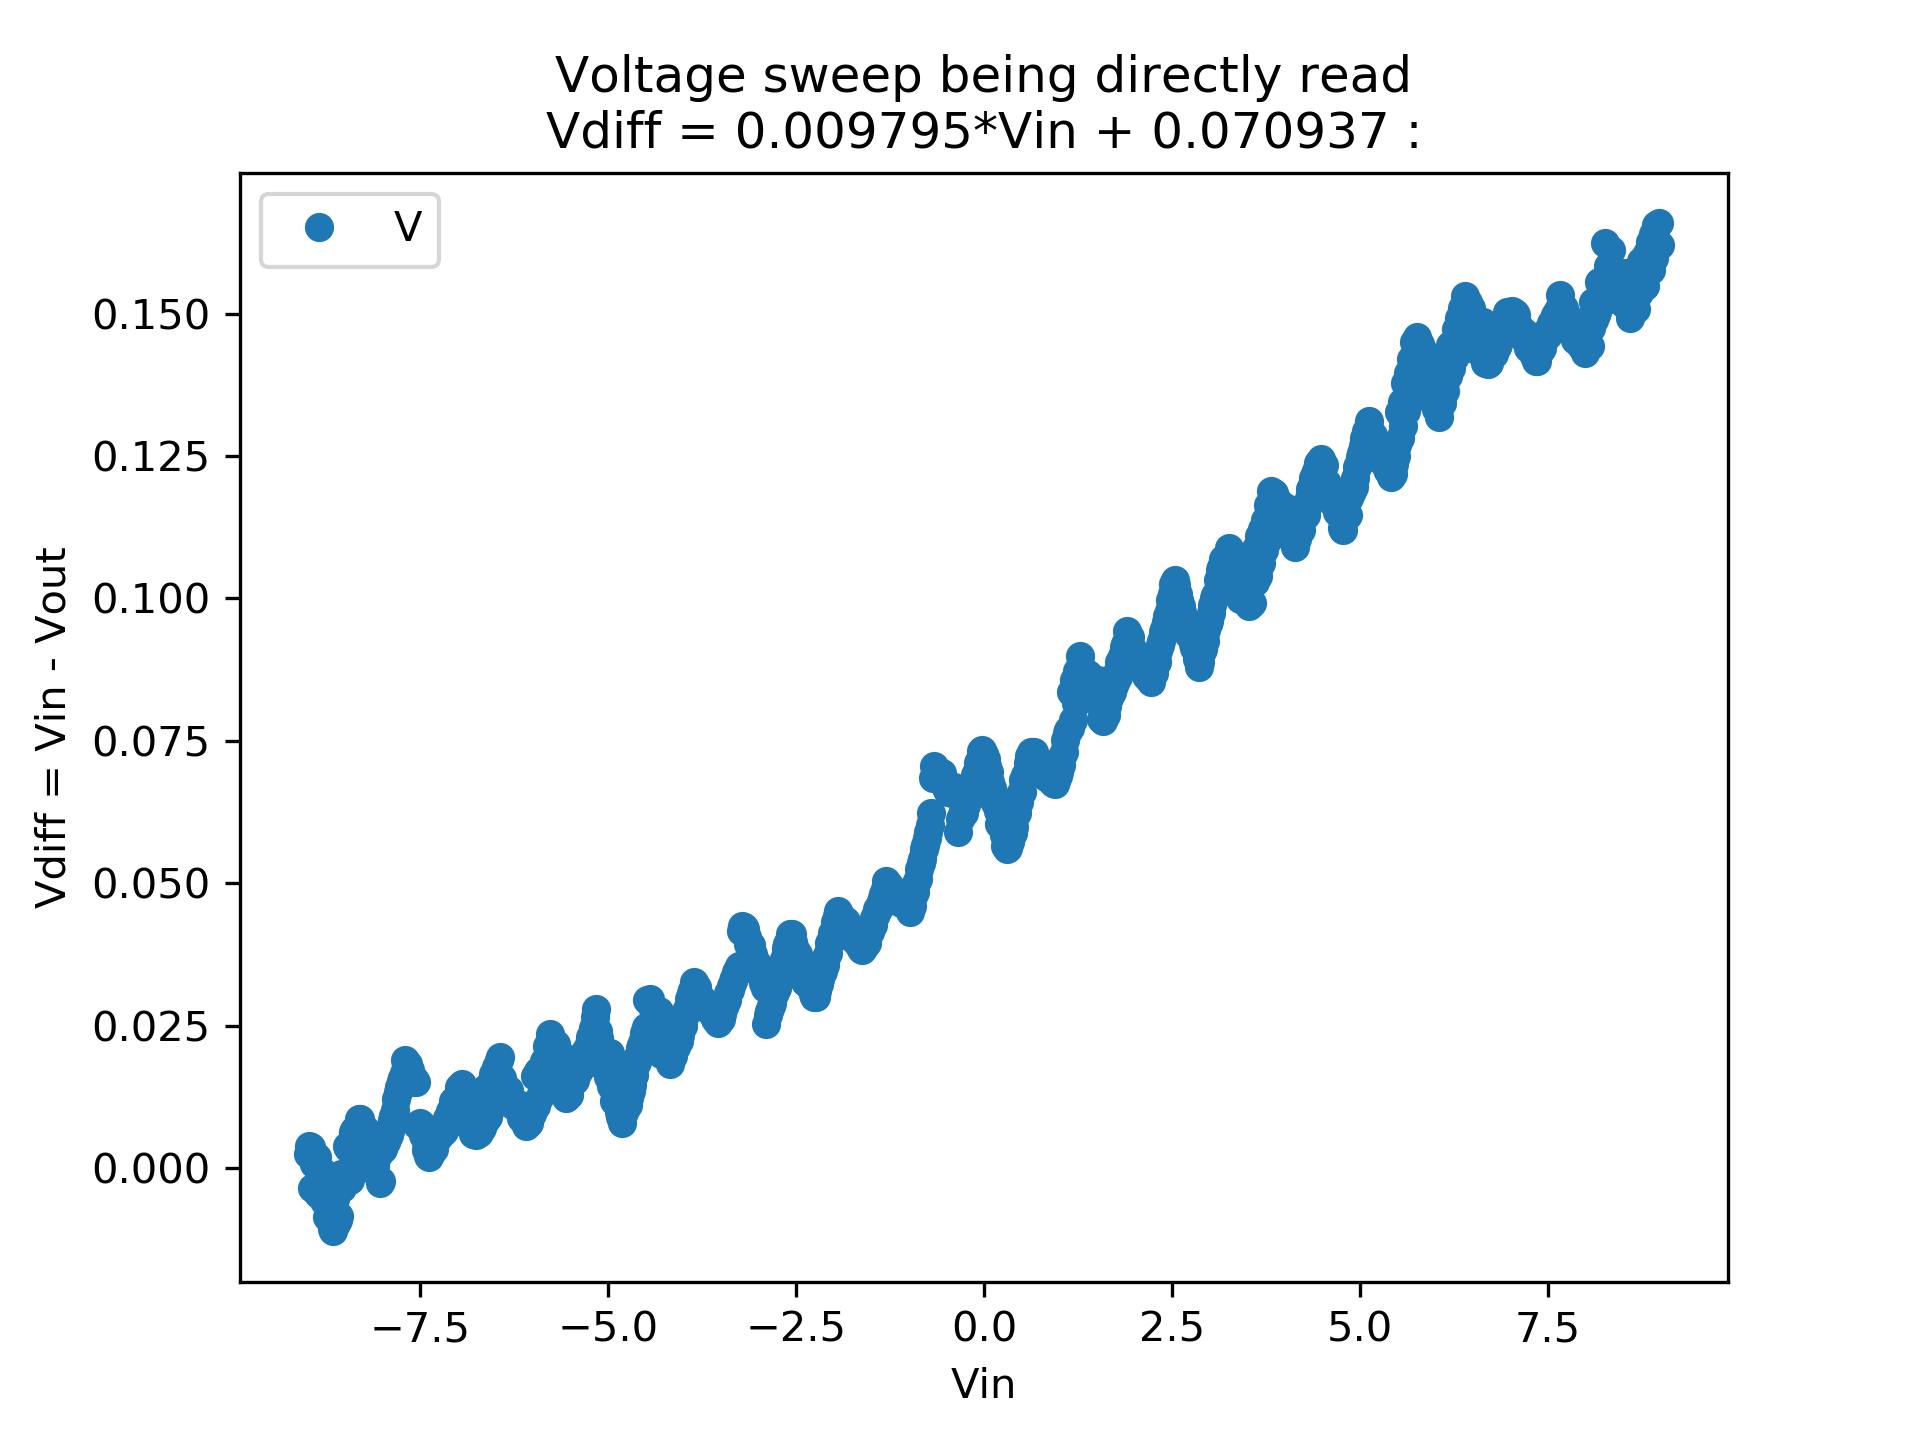 Voltage sweep being directly read
Vdiff = 0.009795*Vin + 0.070937 :
V
0.150
0.125
0.100
0.075
0.050
0.025
0.000
Vdiff = Vin - Vout
−7.5 −5.0 −2.5 0.0 2.5 5.0 7.5
Vin